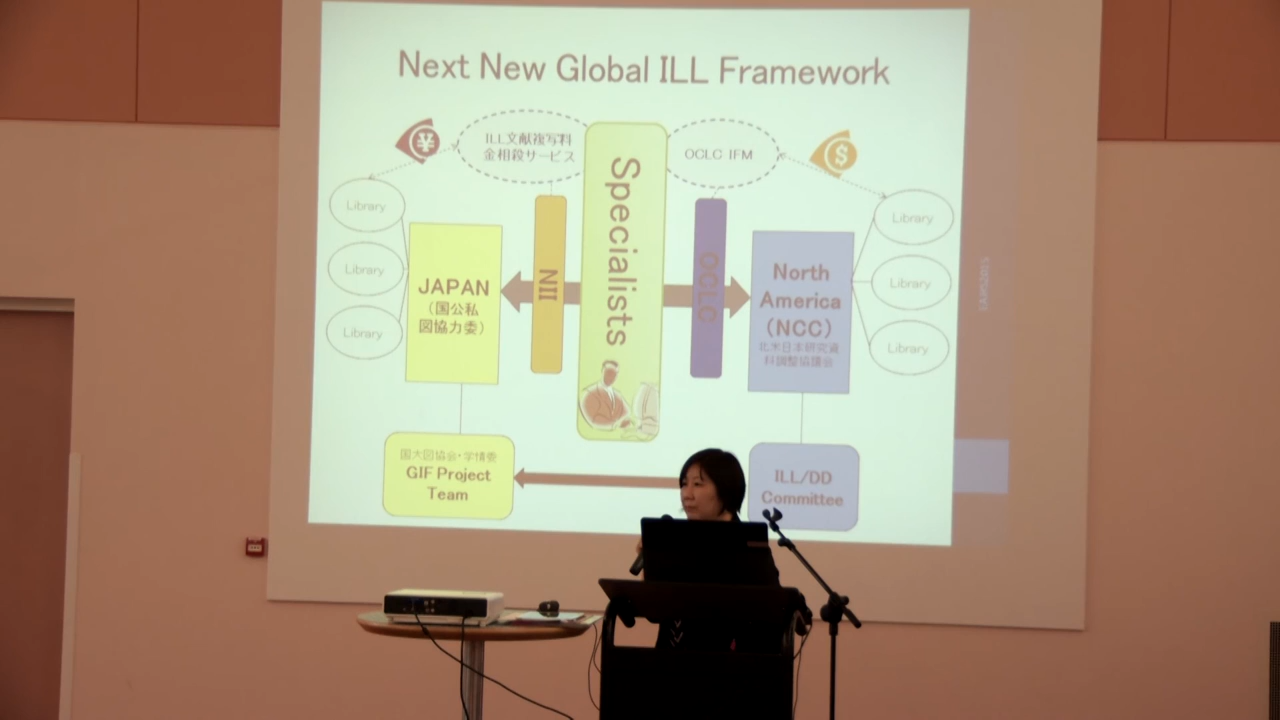 Next New Global ILL Framework
¥
ILL文献複写料
金相殺サービス
Specialists
OCLC IFM
$
Library
Library
Library
JAPAN
(国公私
図協力委)
NII
OCLC
North
America
(NCC)
北米日本研究資
料調整協議会
Library
Library
Library
国大図協会・学情委
GIF Project
Team
ILL/DD
Committee